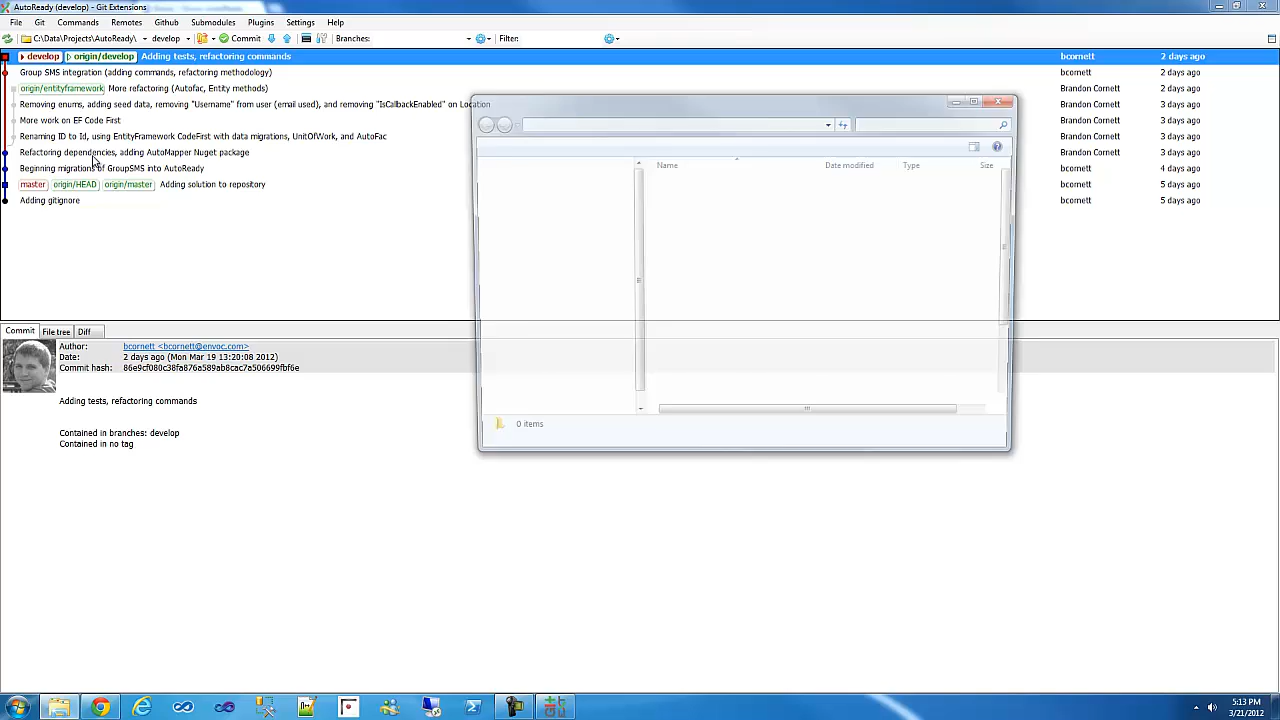 AutoReady (develop) - Git Extensions
File Git Commands Remotes Github Submodules Plugins Settings Help
C:\Data\Projects\AutoReady\ develop Commit Branches: Filter:
develop origin/develop Adding tests, refactoring commands bcornett 2 days ago
Group SMS integration (adding commands, refactoring methodology) bcornett 2 days ago
origin/entityframework More refactoring (Autofac, Entity methods) Brandon Cornett 2 days ago
Removing enums, adding seed data, removing "Username" from user (email used), and removing "IsCallbackEnabled" on Location Brandon Cornett 3 days ago
More work on EF Code First Brandon Cornett 3 days ago
Renaming ID to Id, using EntityFramework CodeFirst with data migrations, UnitOfWork, and AutoFac Brandon Cornett 3 days ago
Refactoring dependencies, adding AutoMapper Nuget package Brandon Cornett 3 days ago
Beginning migrations of GroupSMS into AutoReady bcornett 4 days ago
master origin/HEAD origin/master Adding solution to repository bcornett 5 days ago
Adding gitignore bcornett 5 days ago
Name Date modified Type Size
0 items
Commit File tree Diff
Author: bcornett <bcornett@envoc.com>
Date: 2 days ago (Mon Mar 19 13:20:08 2012)
Commit hash: 86e9cf080c38fa876a589ab8cac7a506699fbf6e
Adding tests, refactoring commands
Contained in branches: develop
Contained in no tag
5:13 PM
3/21/2012